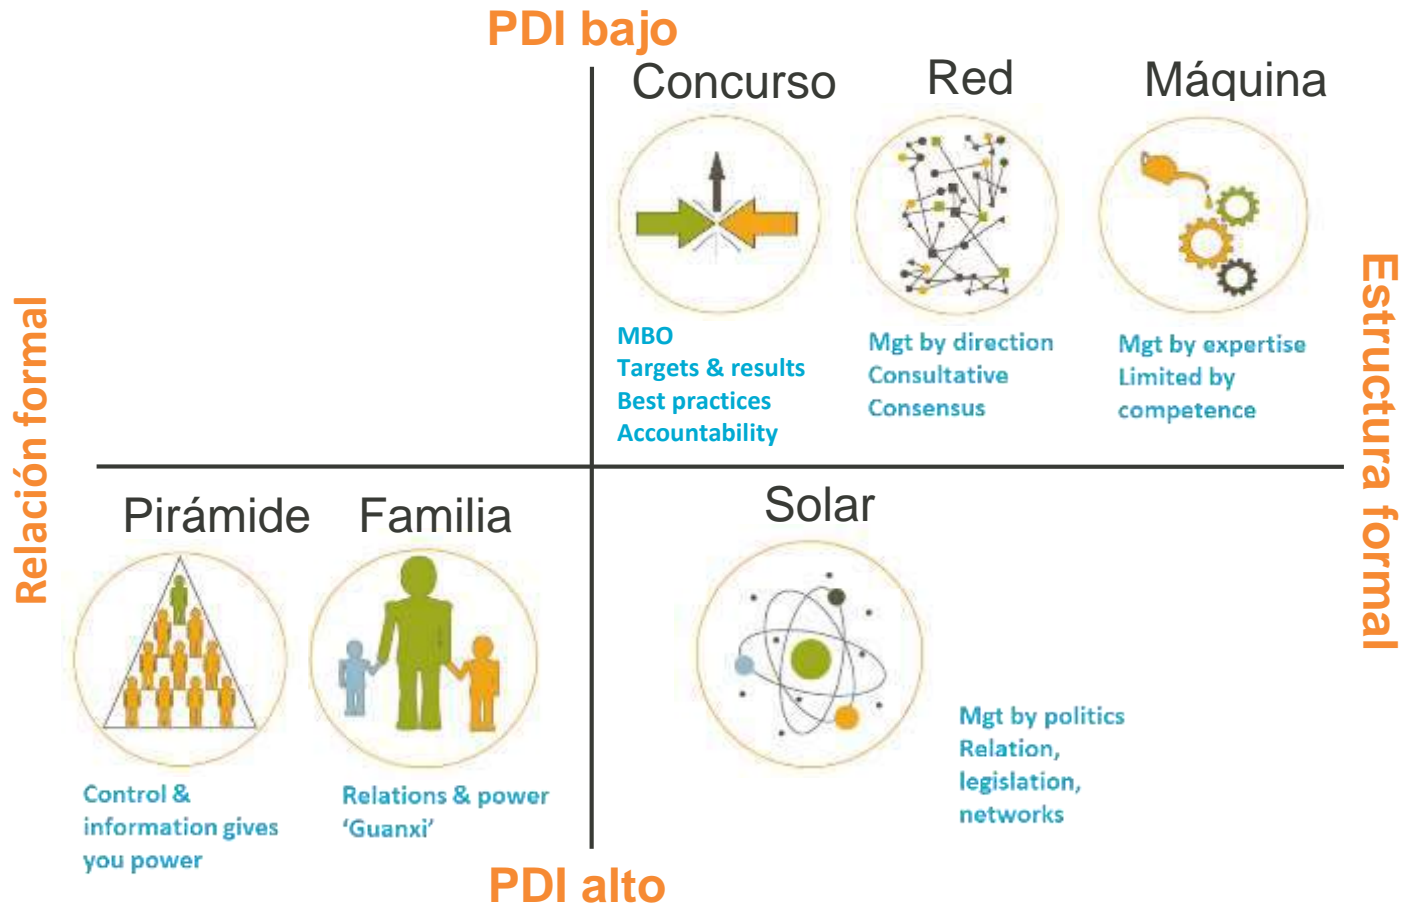 PDI bajo
Concurso
Red
Máquina
MBO
Targets & results
Best practices
Accountability
Mgt by direction
Consultative
Consensus
Mgt by expertise
Limited by
competence
Relación formal
Estructura formal
Pirámide
Familia
Solar
Control &
information gives
you power
Relations & power
‘Guanxi’
Mgt by politics
Relation,
legislation,
networks
PDI alto